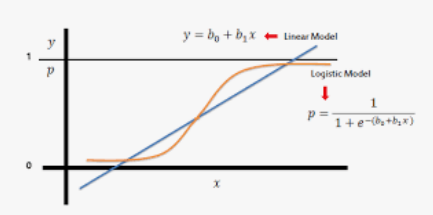 y = b₀ + b₁x Linear Model
y
1
p
Logistic Model
p = 1 / (1 + e^−(b₀+b₁x))
0
x